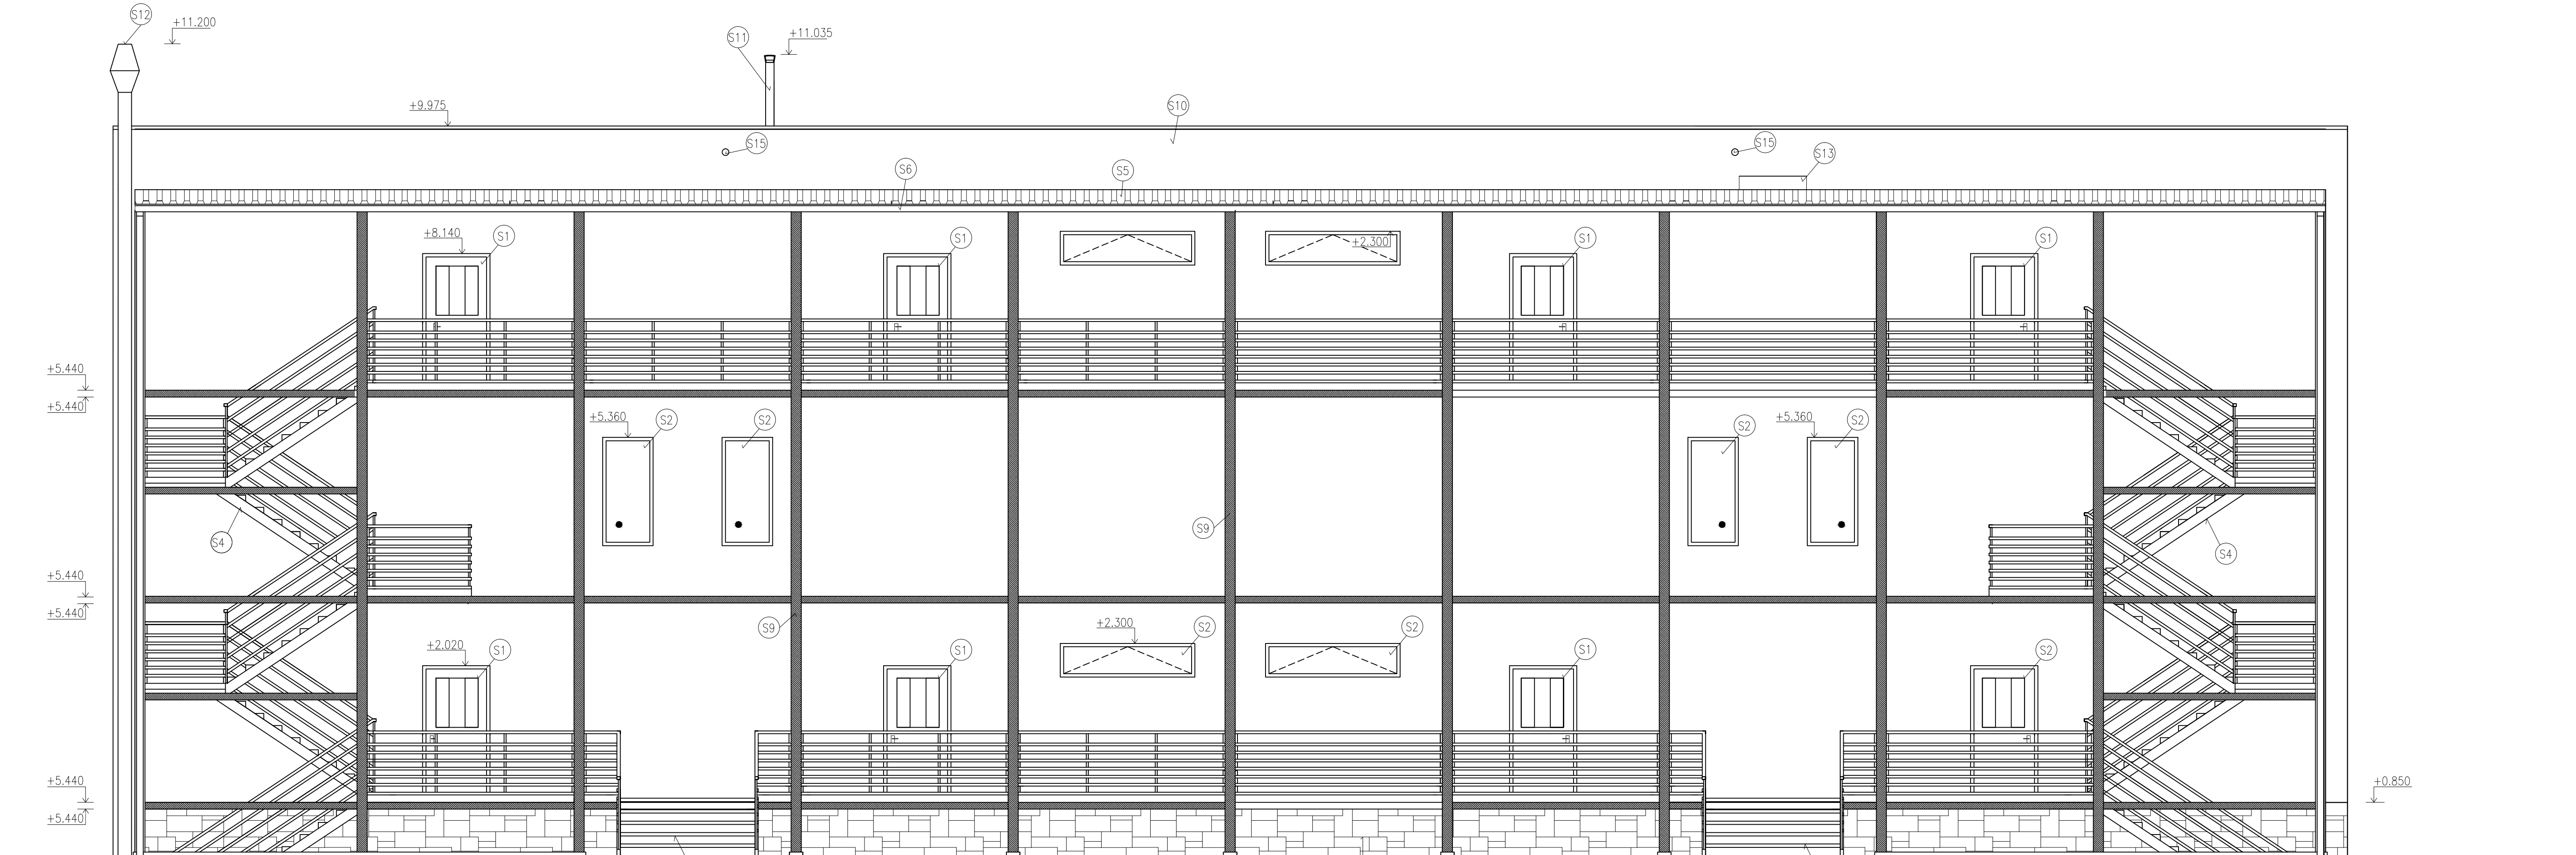 S12
+11.200
S11
+11.035
+9.975
S10
S15
S15
S13
S6
S5
+8.140
S1
S1
+2.300
S1
S1
+5.440
+5.440
+5.360
S2
S2
S2
+5.360
S2
S4
S9
S4
+5.440
+5.440
S9
+2.300
S2
S2
+2.020
S1
S1
S1
S2
+5.440
+5.440
+0.850